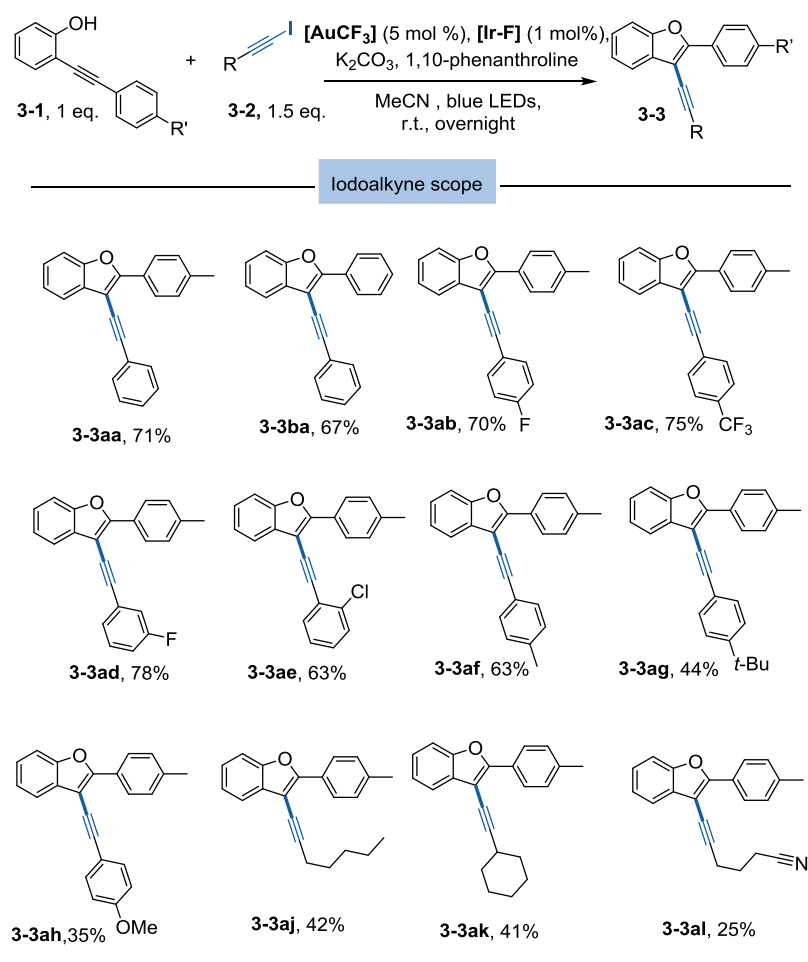 OH
I
R
R'
+
3-1, 1 eq.
3-2, 1.5 eq.
[AuCF3] (5 mol %), [Ir-F] (1 mol%),
K2CO3, 1,10-phenanthroline
MeCN , blue LEDs,
r.t., overnight
O
R'
R
3-3
Iodoalkyne scope
O
O
O
O
F
CF3
3-3aa, 71%
3-3ba, 67%
3-3ab, 70%
3-3ac, 75%
O
O
O
O
F
Cl
t-Bu
3-3ad, 78%
3-3ae, 63%
3-3af, 63%
3-3ag, 44%
O
O
O
O
OMe
N
3-3ah,35%
3-3aj, 42%
3-3ak, 41%
3-3al, 25%